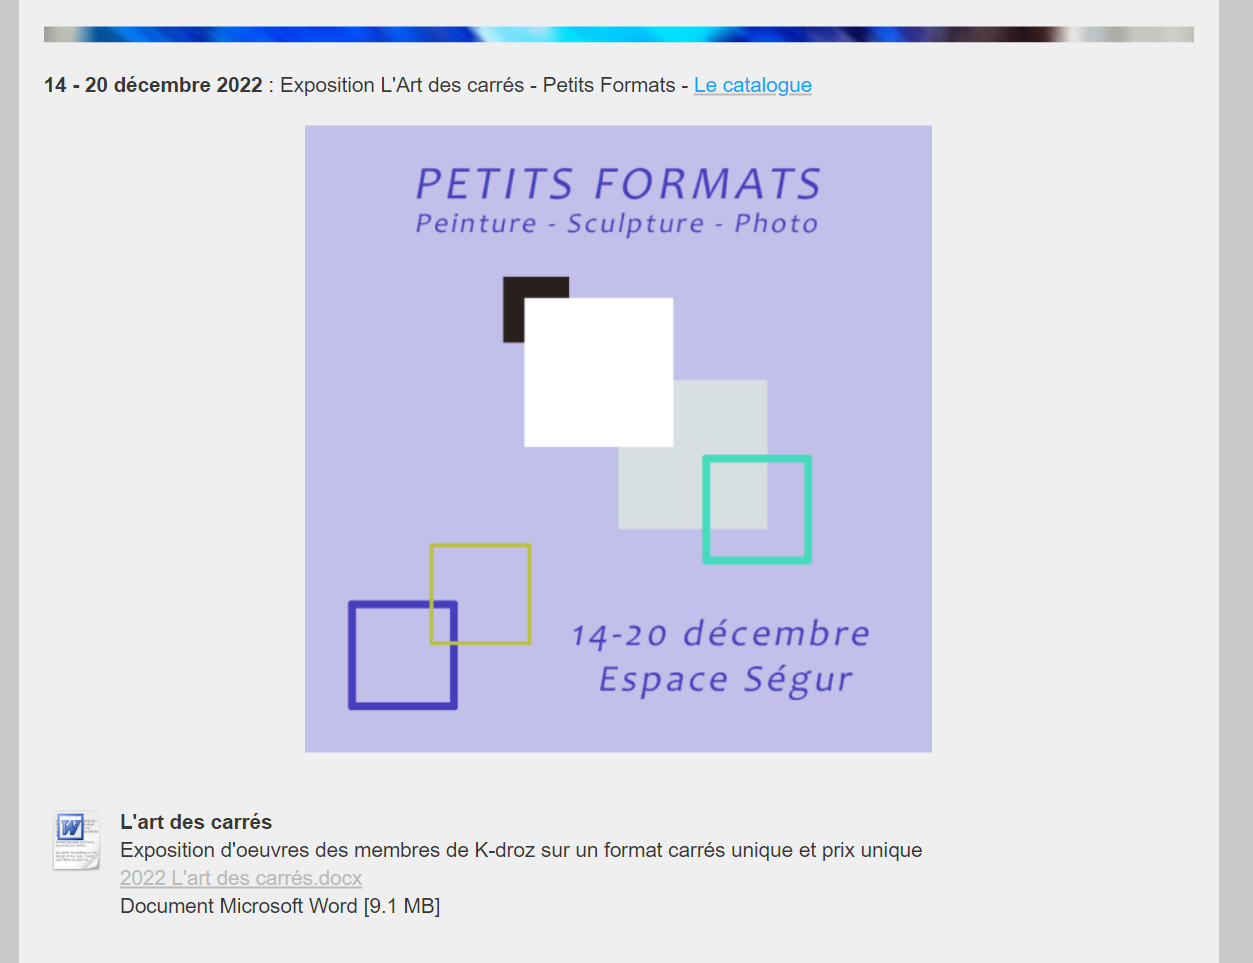 14 - 20 décembre 2022 : Exposition L'Art des carrés - Petits Formats - Le catalogue
PETITS FORMATS
Peinture - Sculpture - Photo
14-20 décembre
Espace Ségur
L'art des carrés
Exposition d'oeuvres des membres de K-droz sur un format carrés unique et prix unique
2022 L'art des carrés.docx
Document Microsoft Word [9.1 MB]